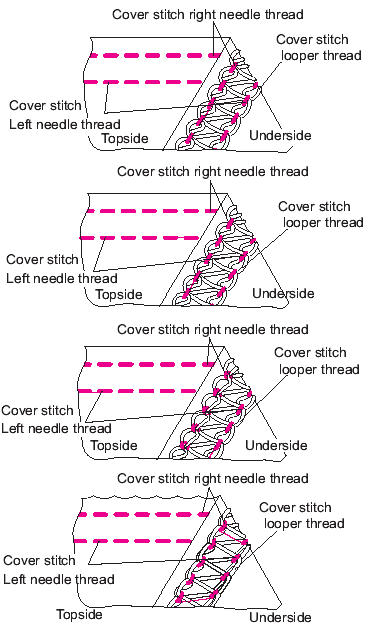 Cover stitch right needle thread
Cover stitch
looper thread
Cover stitch
Left needle thread
Topside
Underside
Cover stitch right needle thread
Cover stitch
looper thread
Cover stitch
Left needle thread
Topside
Underside
Cover stitch right needle thread
Cover stitch
looper thread
Cover stitch
Left needle thread
Topside
Underside
Cover stitch right needle thread
Cover stitch
looper thread
Cover stitch
Left needle thread
Topside
Underside